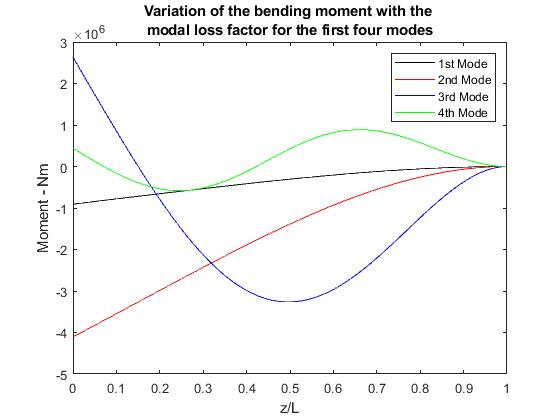 Variation of the bending moment with the
modal loss factor for the first four modes
×10⁶
3
2
1
0
-1
-2
-3
-4
-5
Moment - Nm
1st Mode
2nd Mode
3rd Mode
4th Mode
0 0.1 0.2 0.3 0.4 0.5 0.6 0.7 0.8 0.9 1
z/L